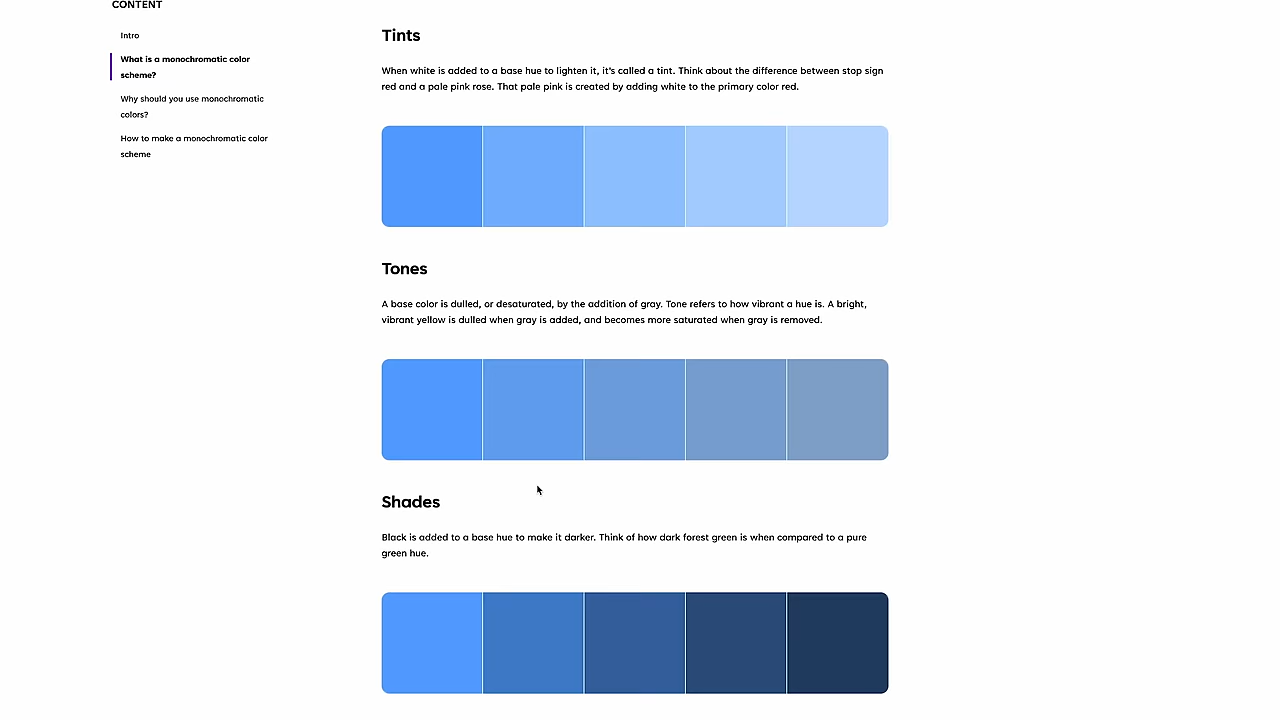 CONTENT
Intro
What is a monochromatic color
scheme?
Why should you use monochromatic
colors?
How to make a monochromatic color
scheme
Tints
When white is added to a base hue to lighten it, it's called a tint. Think about the difference between stop sign
red and a pale pink rose. That pale pink is created by adding white to the primary color red.
Tones
A base color is dulled, or desaturated, by the addition of gray. Tone refers to how vibrant a hue is. A bright,
vibrant yellow is dulled when gray is added, and becomes more saturated when gray is removed.
Shades
Black is added to a base hue to make it darker. Think of how dark forest green is when compared to a pure
green hue.